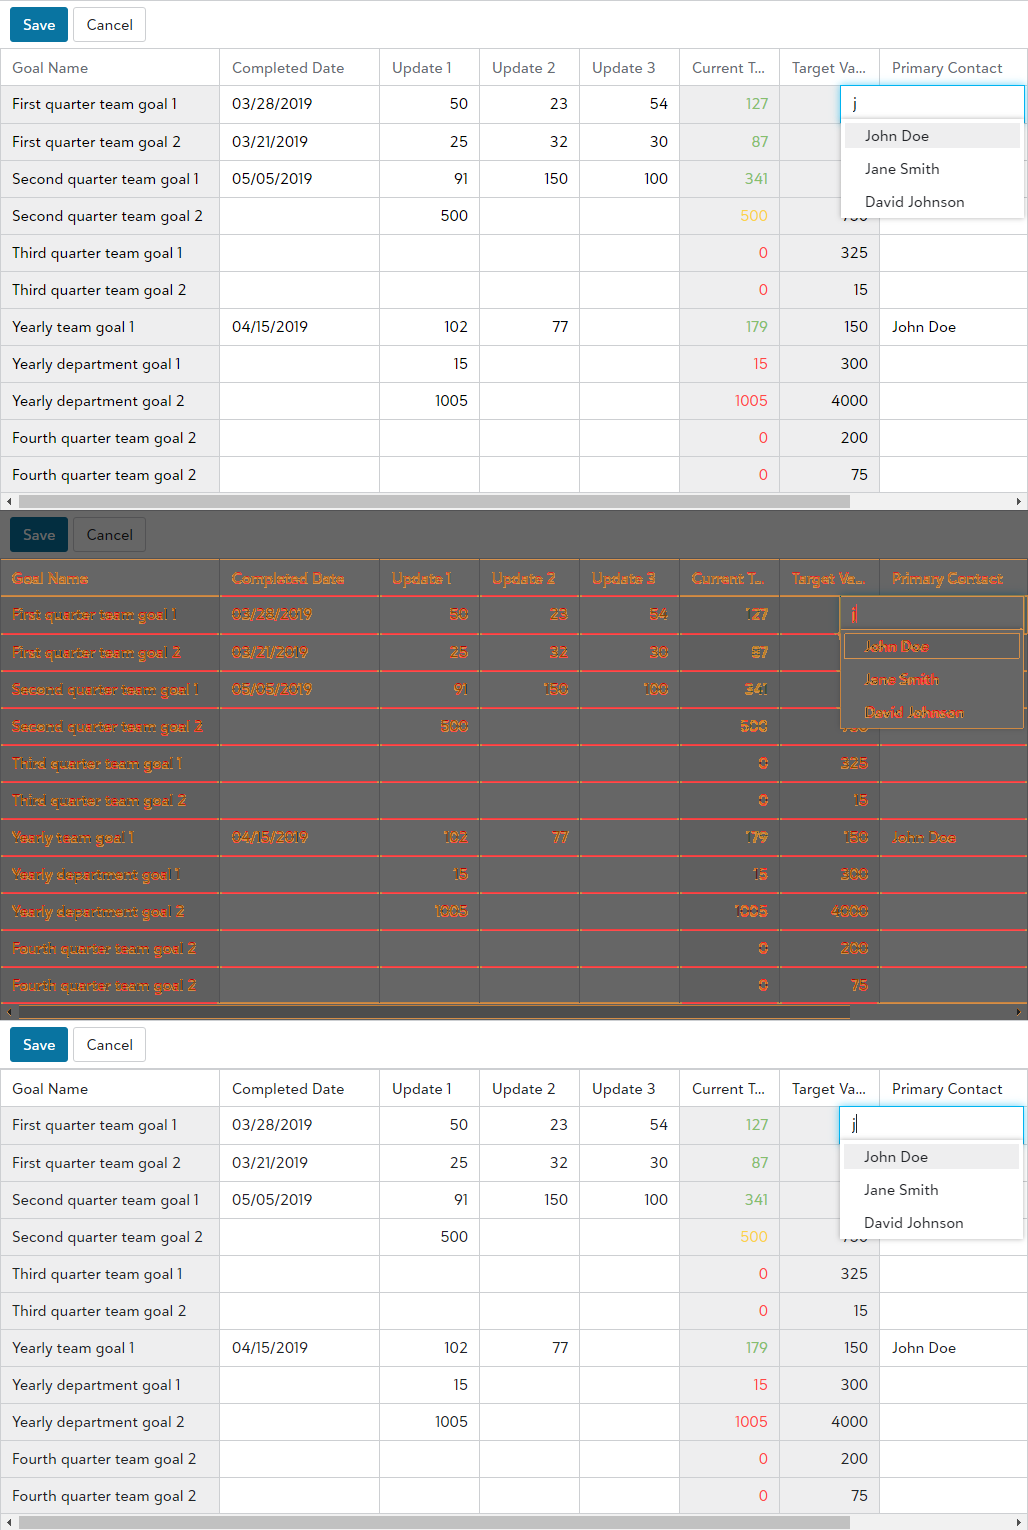 Save Cancel
Goal Name Completed Date Update 1 Update 2 Update 3 Current T... Target Va... Primary Contact
First quarter team goal 1 03/28/2019 50 23 54 127 j
First quarter team goal 2 03/21/2019 25 32 30 87 John Doe
Second quarter team goal 1 05/05/2019 91 150 100 341 Jane Smith
David Johnson
Second quarter team goal 2 500 500
Third quarter team goal 1 0 325
Third quarter team goal 2 0 15
Yearly team goal 1 04/15/2019 102 77 179 150 John Doe
Yearly department goal 1 15 15 300
Yearly department goal 2 1005 1005 4000
Fourth quarter team goal 2 0 200
Fourth quarter team goal 2 0 75
Save Cancel
Goal Name Completed Date Update 1 Update 2 Update 3 Current T... Target Va... Primary Contact
First quarter team goal 1 03/28/2019 50 23 54 127 j
First quarter team goal 2 03/21/2019 25 32 30 87 John Doe
Second quarter team goal 1 05/05/2019 91 150 100 341 Jane Smith
David Johnson
Second quarter team goal 2 500 500
Third quarter team goal 1 0 325
Third quarter team goal 2 0 15
Yearly team goal 1 04/15/2019 102 77 179 150 John Doe
Yearly department goal 1 15 15 300
Yearly department goal 2 1005 1005 4000
Fourth quarter team goal 2 0 200
Fourth quarter team goal 2 0 75
Save Cancel
Goal Name Completed Date Update 1 Update 2 Update 3 Current T... Target Va... Primary Contact
First quarter team goal 1 03/28/2019 50 23 54 127 j
First quarter team goal 2 03/21/2019 25 32 30 87 John Doe
Second quarter team goal 1 05/05/2019 91 150 100 341 Jane Smith
David Johnson
Second quarter team goal 2 500 500
Third quarter team goal 1 0 325
Third quarter team goal 2 0 15
Yearly team goal 1 04/15/2019 102 77 179 150 John Doe
Yearly department goal 1 15 15 300
Yearly department goal 2 1005 1005 4000
Fourth quarter team goal 2 0 200
Fourth quarter team goal 2 0 75